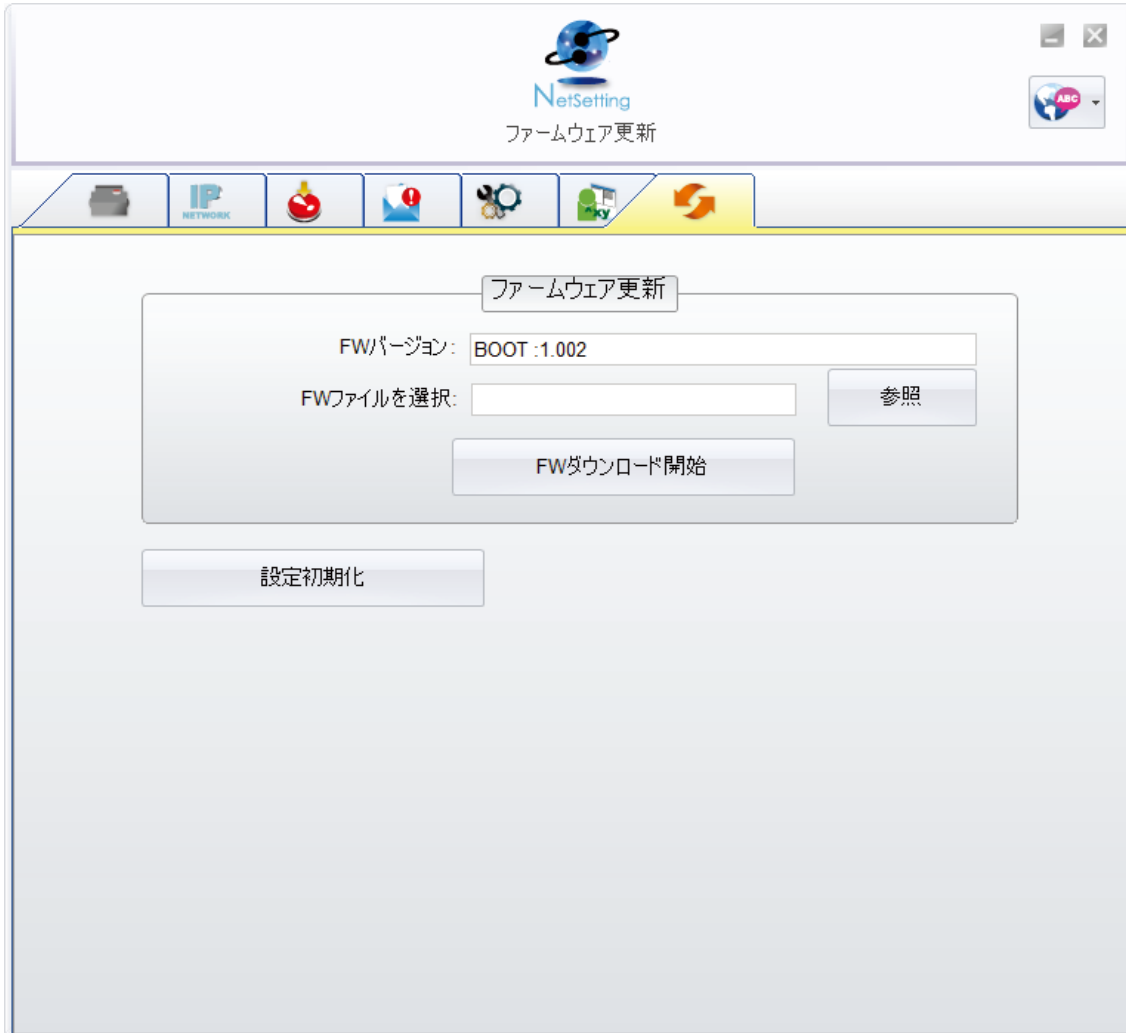 NetSetting
ファームウェア更新
ABC
IP
NETWORK
^xy
ファームウェア更新
FWバージョン:
BOOT :1.002
FWファイルを選択:
参照
FWダウンロード開始
設定初期化